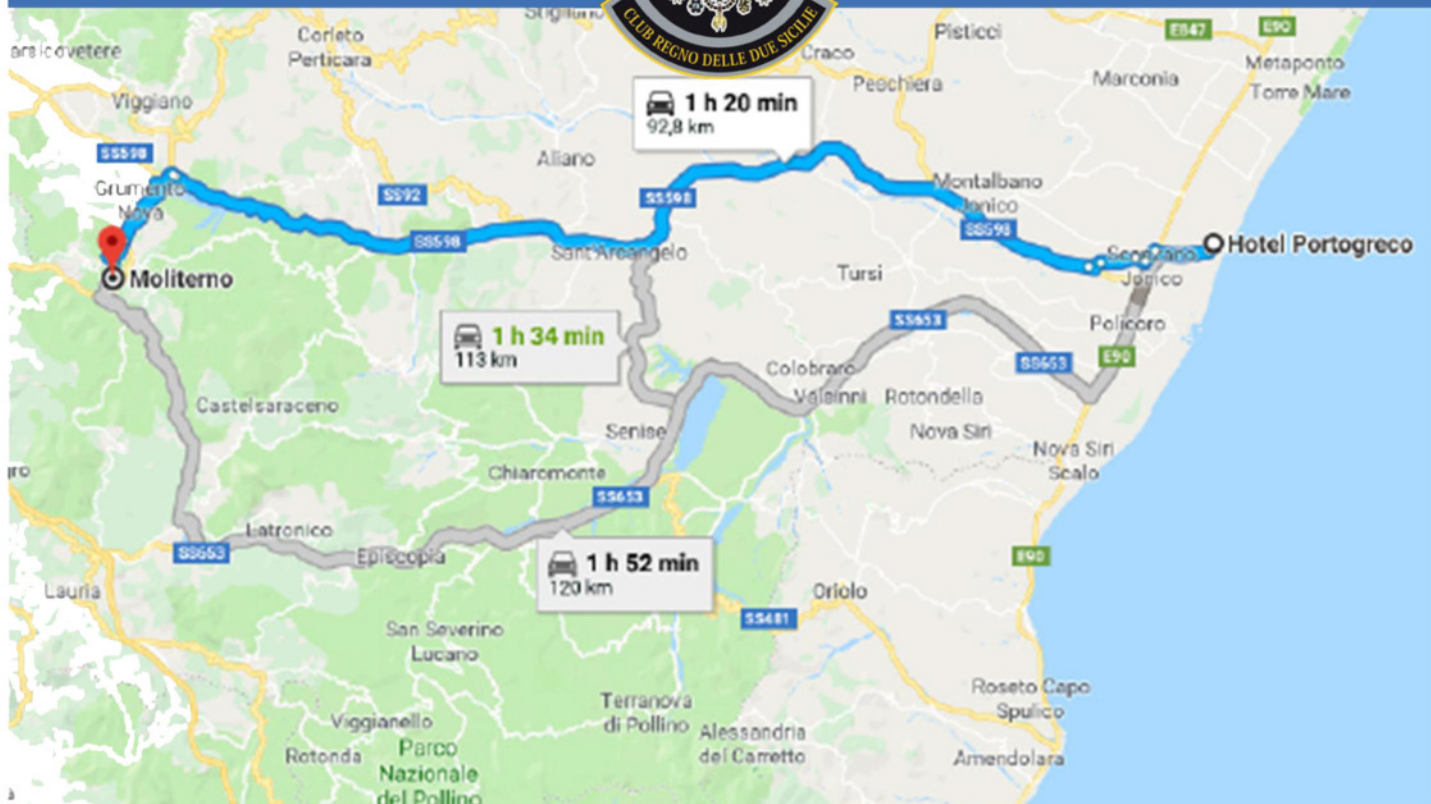 Stigliano
CLUB REGNO DELLE DUE SICILIE
Corleto
Perticara
Pisticci
E847
E90
Craco
Metaponto
Peschiera
Marconia
Torre Mare
Viggiano
1 h 20 min
92,8 km
SS598
Aliano
Grumento
Nova
SS92
SS598
Montalbano
Jonico
SS598
SS598
Sant'Arcangelo
Scanzano
Jonico
Hotel Portogreco
Moliterno
Tursi
SS653
Policoro
1 h 34 min
113 km
E90
SS653
Colobraro
Valsinni
Rotondella
Castelsaraceno
Senise
Nova Siri
Nova Siri
Scalo
Chiaromonte
SS653
Latronico
SS653
Episcopia
1 h 52 min
120 km
E90
Lauria
Oriolo
SS481
San Severino
Lucano
Roseto Capo
Spulico
Terranova
di Pollino
Viggianello
Alessandria
del Carretto
Rotonda
Parco
Nazionale
del Pollino
Amendolara